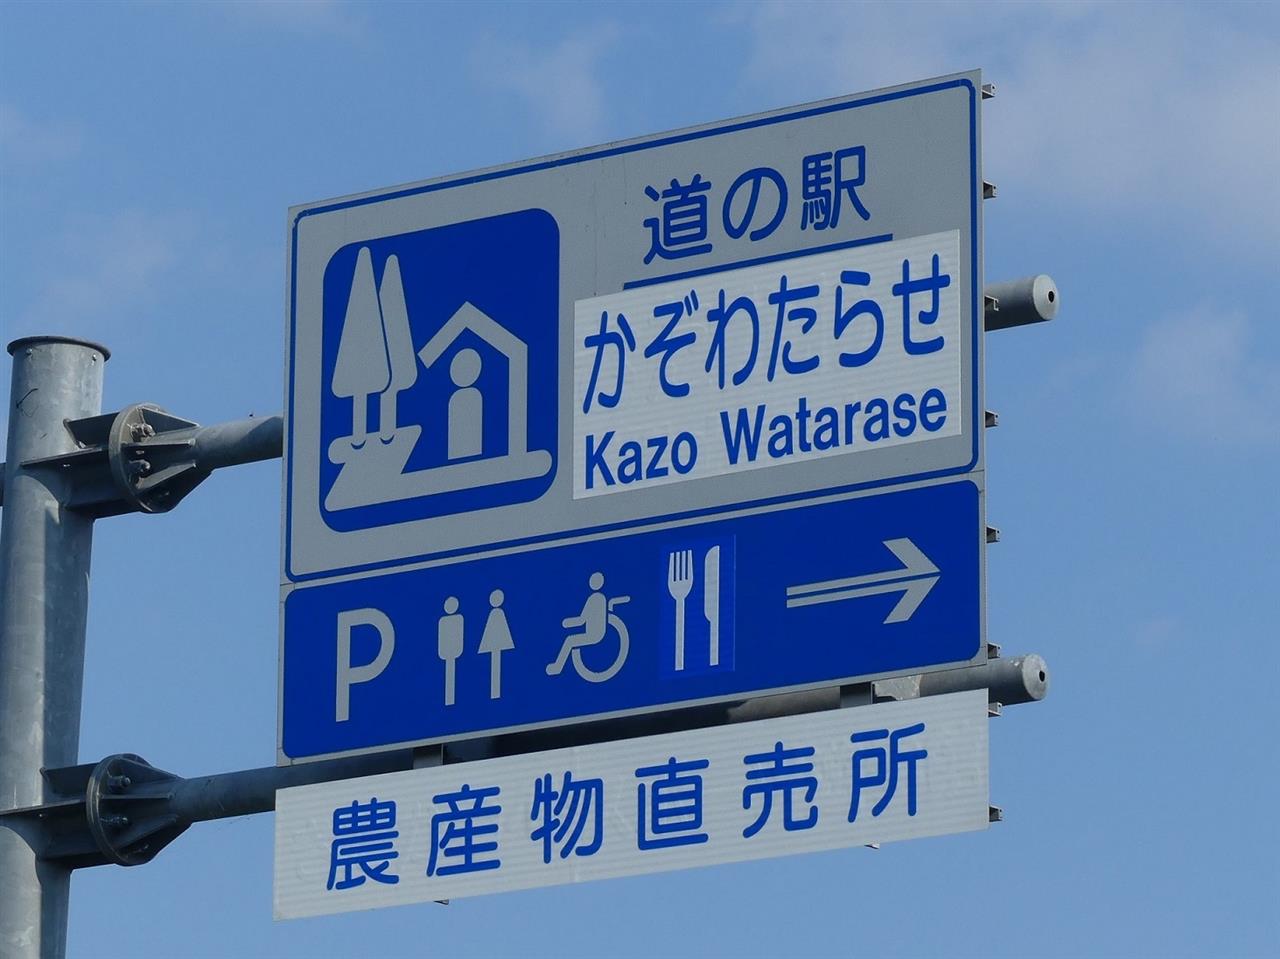 道の駅
かぞわたらせ
Kazo Watarase
P
農産物直売所